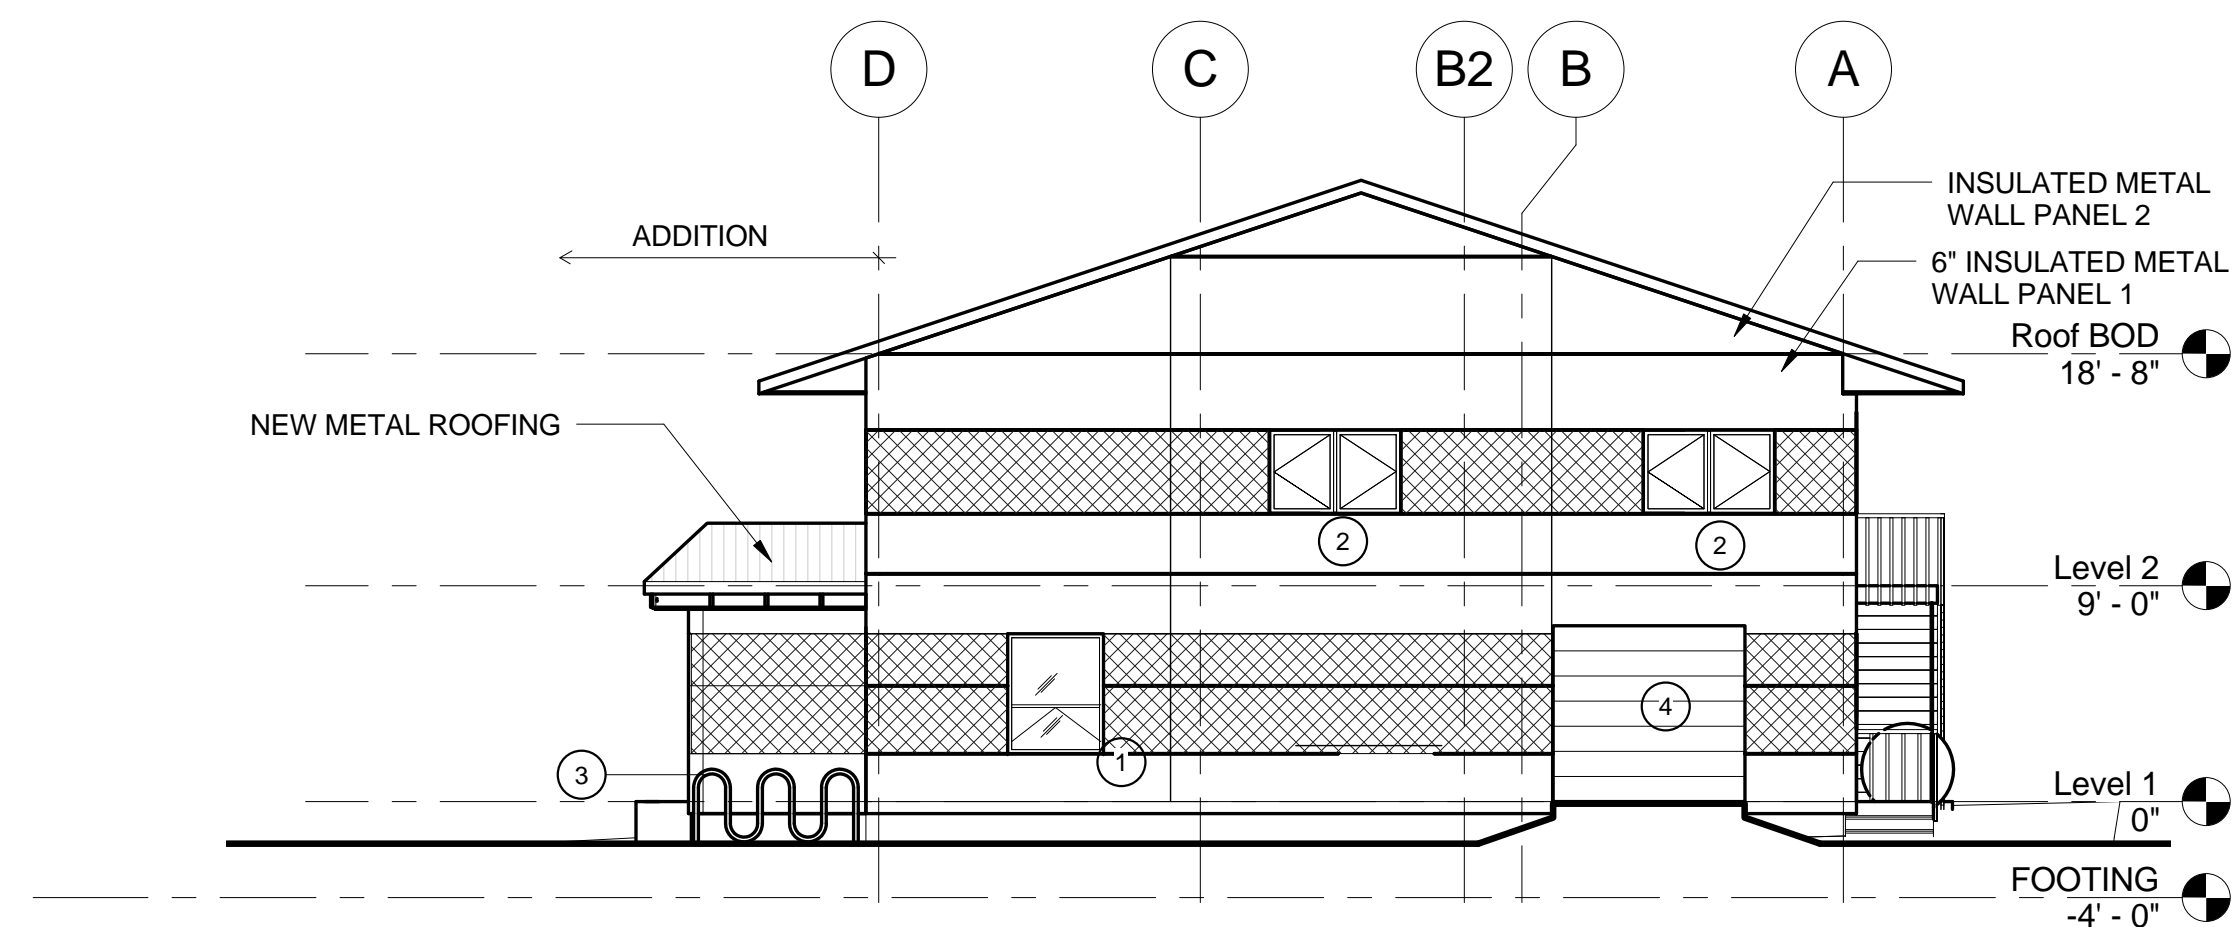 D
C
B2
B
A
INSULATED METAL
WALL PANEL 2
ADDITION
6" INSULATED METAL
WALL PANEL 1
Roof BOD
18' - 8"
NEW METAL ROOFING
2
2
Level 2
9' - 0"
4
1
3
Level 1
0"
FOOTING
-4' - 0"